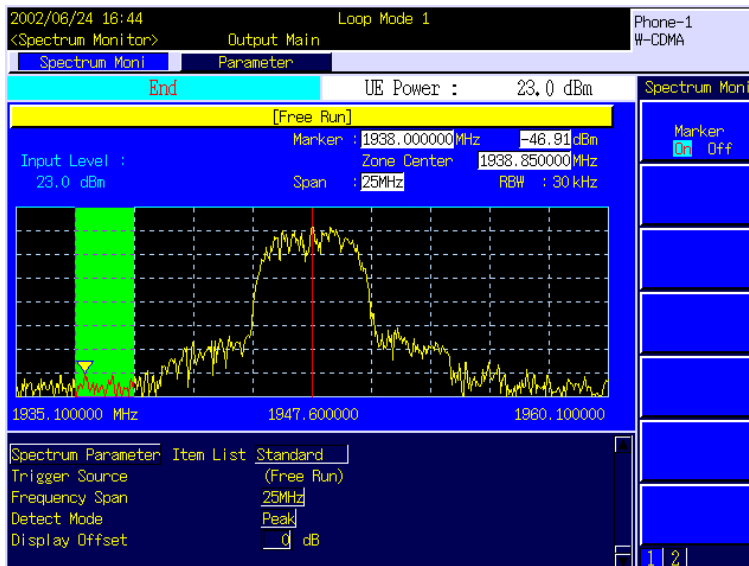 2002/06/24 16:44 Loop Mode 1 Phone-1
<Spectrum Monitor> Output Main W-CDMA
Spectrum Moni Parameter
End UE Power : 23.0 dBm Spectrum Moni
[Free Run]
Marker : 1938.000000 MHz -46.91 dBm
Marker
On Off
Input Level : Zone Center 1938.850000 MHz
23.0 dBm Span : 25MHz RBW : 30 kHz
1935.100000 MHz 1947.600000 1960.100000
Spectrum Parameter Item List Standard
Trigger Source (Free Run)
Frequency Span 25MHz
Detect Mode Peak
Display Offset 0 dB
1 2